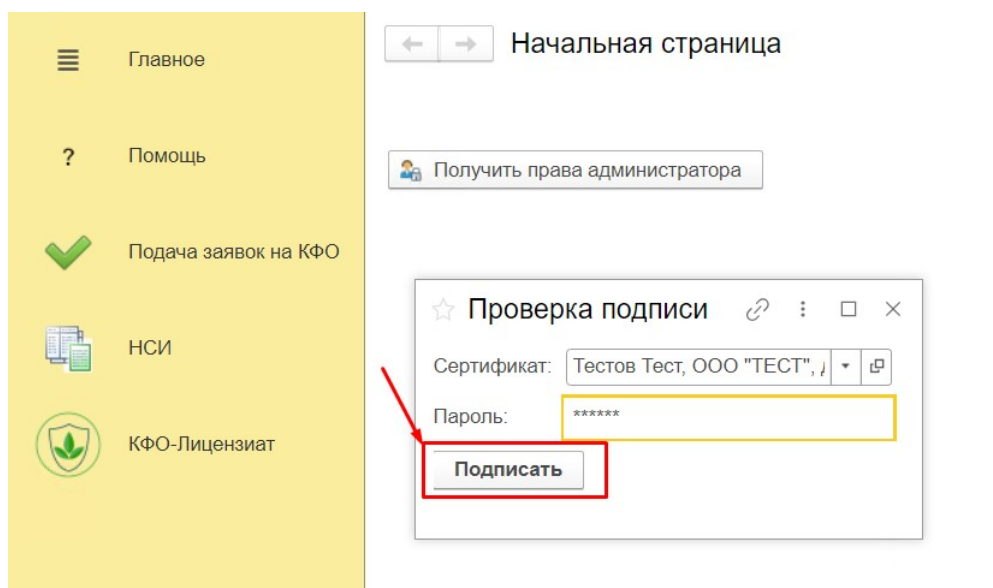 Главное
Помощь
Подача заявок на КФО
НСИ
КФО-Лицензиат
Начальная страница
Получить права администратора
Проверка подписи
Сертификат: Тестов Тест, ООО "ТЕСТ",
Пароль: ******
Подписать